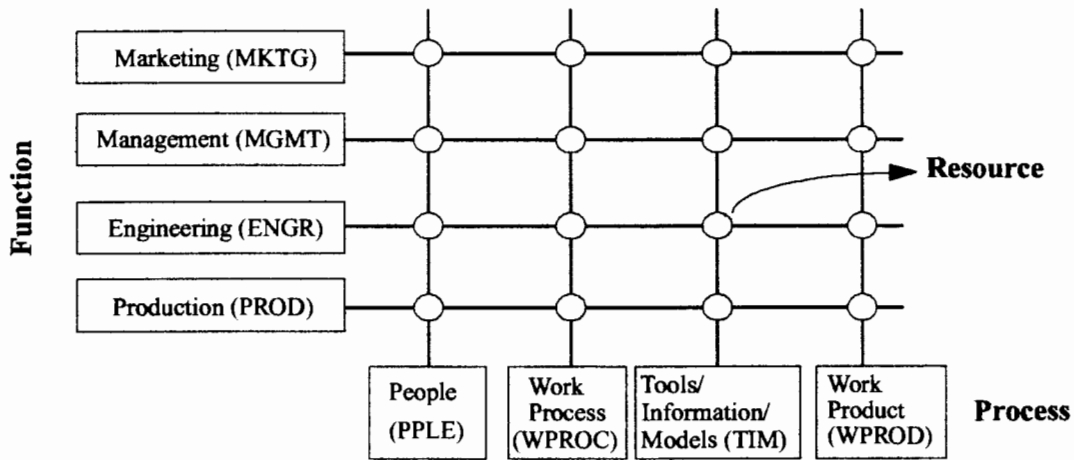 Function
Marketing (MKTG)
Management (MGMT)
Engineering (ENGR)
Production (PROD)
Resource
People
(PPLE)
Work
Process
(WPROC)
Tools/
Information/
Models (TIM)
Work
Product
(WPROD)
Process